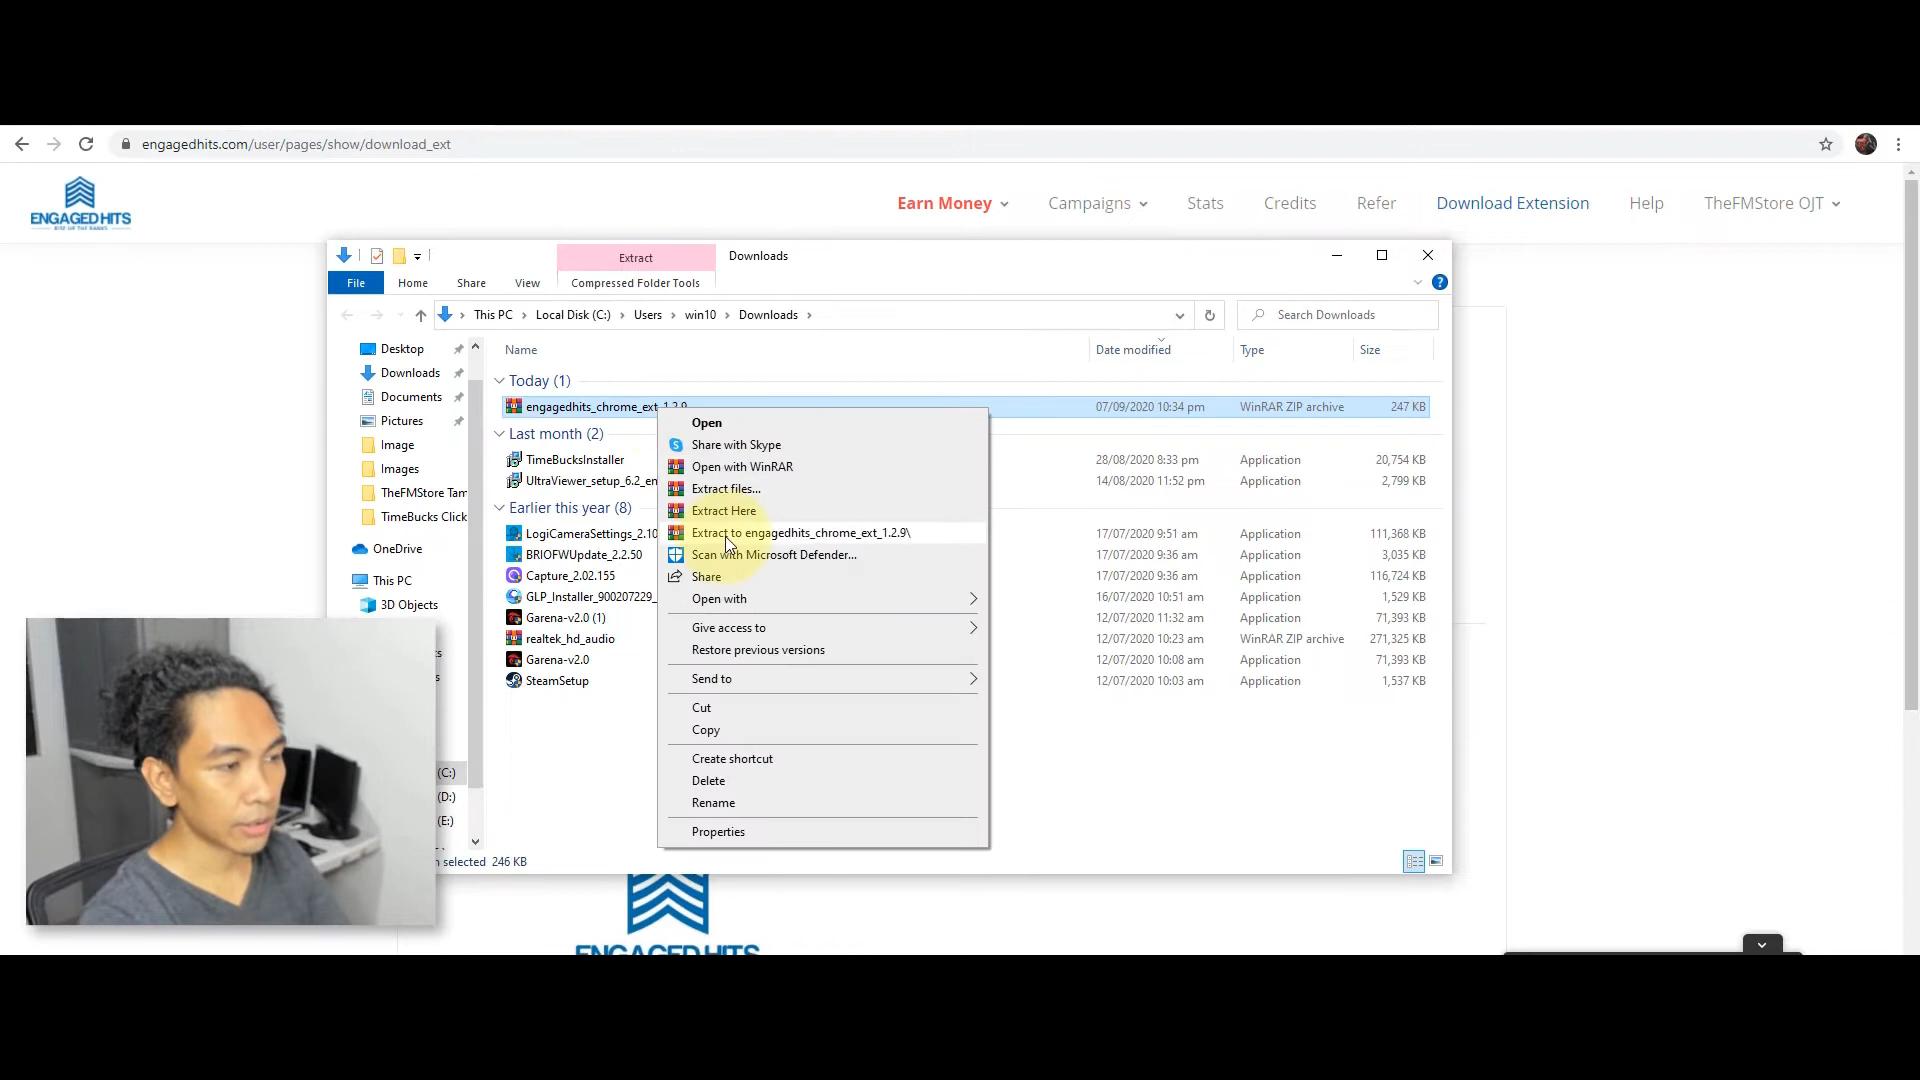 engagedhits.com/user/pages/show/download_ext
ENGAGED HITS
RISE UP THE RANKS
Earn Money
Campaigns
Stats
Credits
Refer
Download Extension
Help
TheFMStore OJT
Extract
Downloads
File
Home
Share
View
Compressed Folder Tools
This PC
Local Disk (C:)
Users
win10
Downloads
Search Downloads
Name
Date modified
Type
Size
Desktop
Downloads
Documents
Pictures
Image
Images
TheFMStore Tam
TimeBucks Click
OneDrive
This PC
3D Objects
(C:)
(D:)
(E:)
Today (1)
engagedhits_chrome_ext_1.2.9 07/09/2020 10:34 pm WinRAR ZIP archive 247 KB
Last month (2)
TimeBucksInstaller 28/08/2020 8:33 pm Application 20,754 KB
UltraViewer_setup_6.2_en 14/08/2020 11:52 pm Application 2,799 KB
Earlier this year (8)
LogiCameraSettings_2.10 17/07/2020 9:51 am Application 111,368 KB
BRIOFWUpdate_2.2.50 17/07/2020 9:36 am Application 3,035 KB
Capture_2.02.155 17/07/2020 9:36 am Application 116,724 KB
GLP_Installer_900207229_ 16/07/2020 10:51 am Application 1,529 KB
Garena-v2.0 (1) 12/07/2020 11:32 am Application 71,393 KB
realtek_hd_audio 12/07/2020 10:23 am WinRAR ZIP archive 271,325 KB
Garena-v2.0 12/07/2020 10:08 am Application 71,393 KB
SteamSetup 12/07/2020 10:03 am Application 1,537 KB
Open
Share with Skype
Open with WinRAR
Extract files...
Extract Here
Extract to engagedhits_chrome_ext_1.2.9\
Scan with Microsoft Defender...
Share
Open with
Give access to
Restore previous versions
Send to
Cut
Copy
Create shortcut
Delete
Rename
Properties
selected 246 KB
ENGAGED HITS